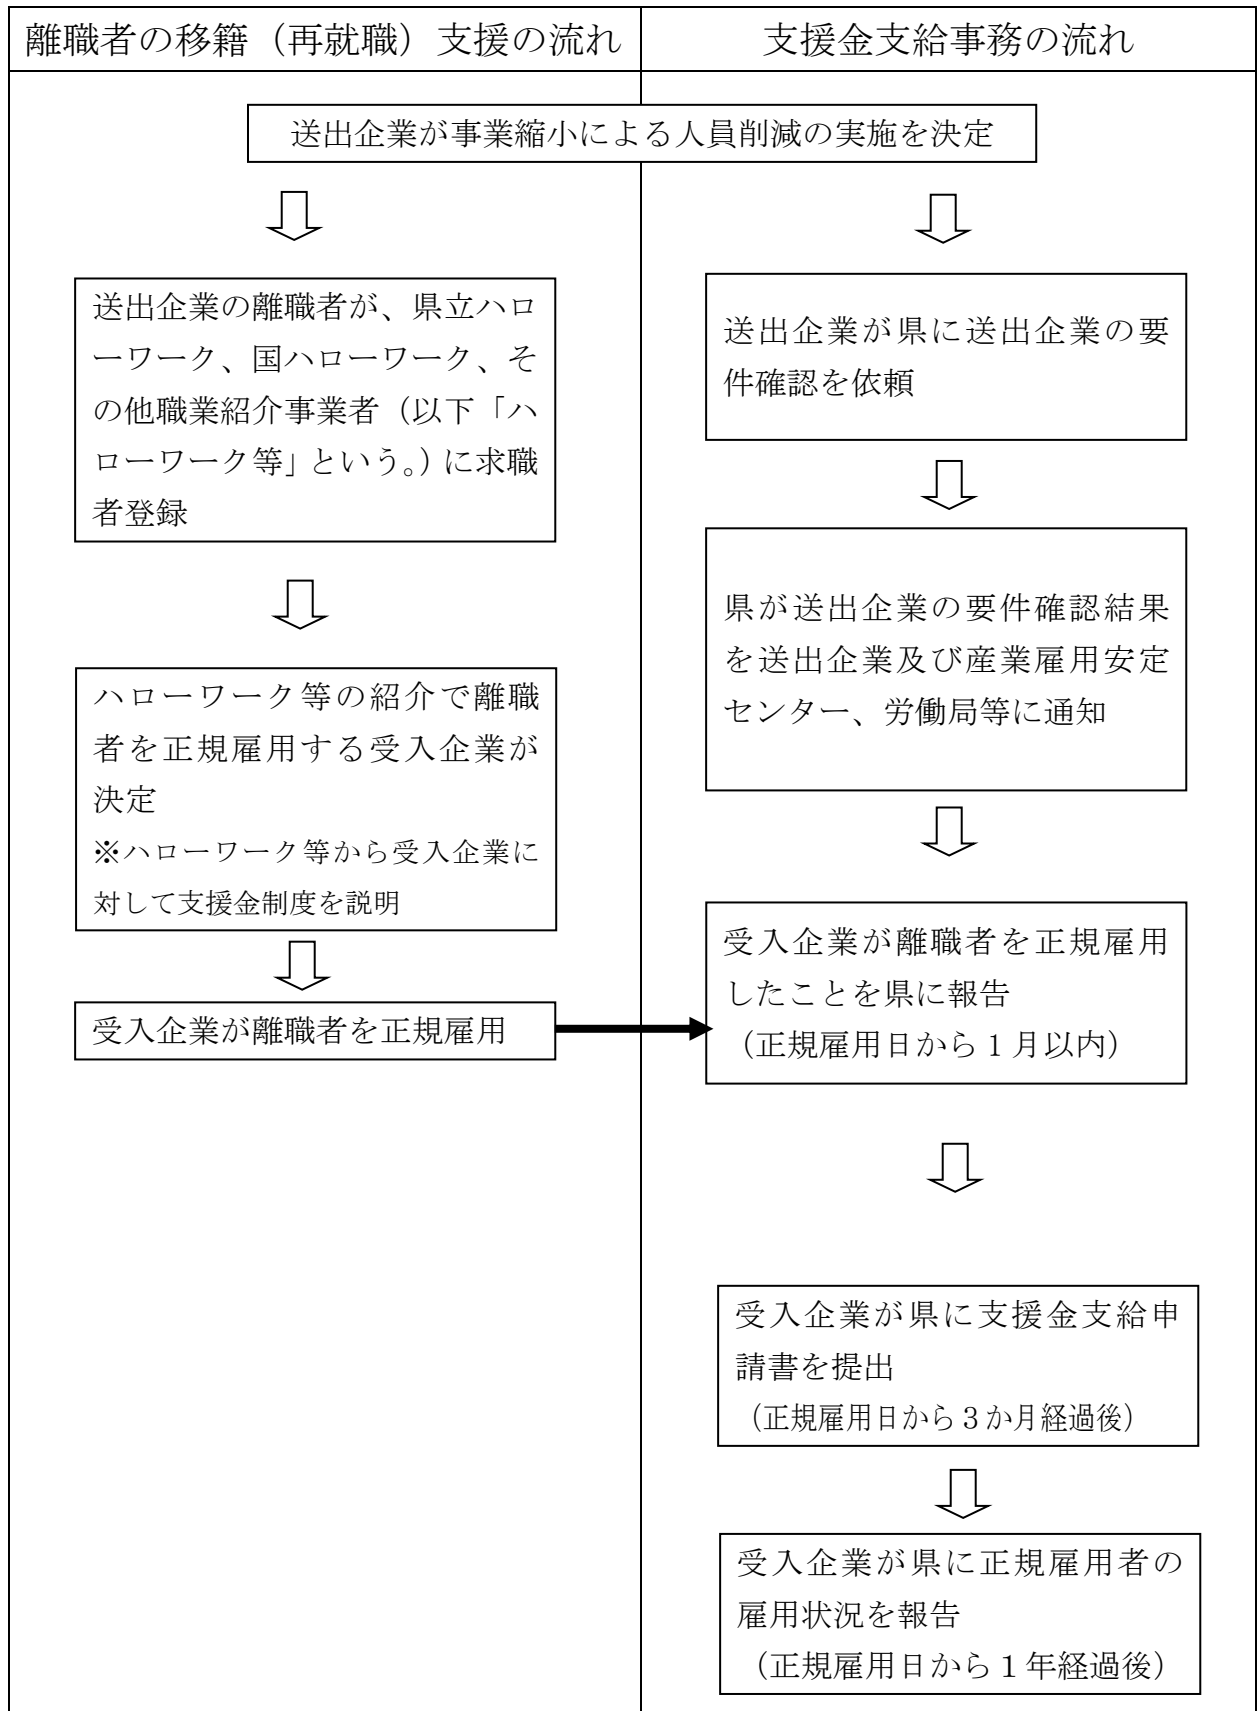 離職者の移籍（再就職）支援の流れ
支援金支給事務の流れ
送出企業が事業縮小による人員削減の実施を決定
送出企業の離職者が、県立ハロ
ーワーク、国ハローワーク、そ
の他職業紹介事業者（以下「ハ
ローワーク等」という。）に求職
者登録
ハローワーク等の紹介で離職
者を正規雇用する受入企業が
決定
※ハローワーク等から受入企業に
対して支援金制度を説明
受入企業が離職者を正規雇用
送出企業が県に送出企業の要
件確認を依頼
県が送出企業の要件確認結果
を送出企業及び産業雇用安定
センター、労働局等に通知
受入企業が離職者を正規雇用
したことを県に報告
（正規雇用日から１月以内）
受入企業が県に支援金支給申
請書を提出
（正規雇用日から３か月経過後）
受入企業が県に正規雇用者の
雇用状況を報告
（正規雇用日から１年経過後）